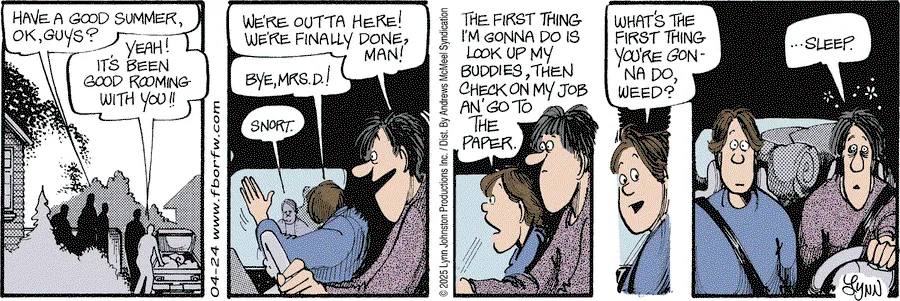 HAVE A GOOD SUMMER,
OK, GUYS?
YEAH!
IT'S BEEN
GOOD ROOMING
WITH YOU!!
04-24 www.fborfw.com
WE'RE OUTTA HERE!
WE'RE FINALLY DONE,
MAN!
BYE, MRS. D.!
SNORT.
© 2025 Lynn Johnston Productions Inc. / Dist. By Andrews McMeel Syndication
THE FIRST THING
I'M GONNA DO IS
LOOK UP MY
BUDDIES, THEN
CHECK ON MY JOB
AN' GO TO
THE
PAPER.
WHAT'S THE
FIRST THING
YOU'RE GON-
NA DO,
WEED?
...SLEEP.
LYNN